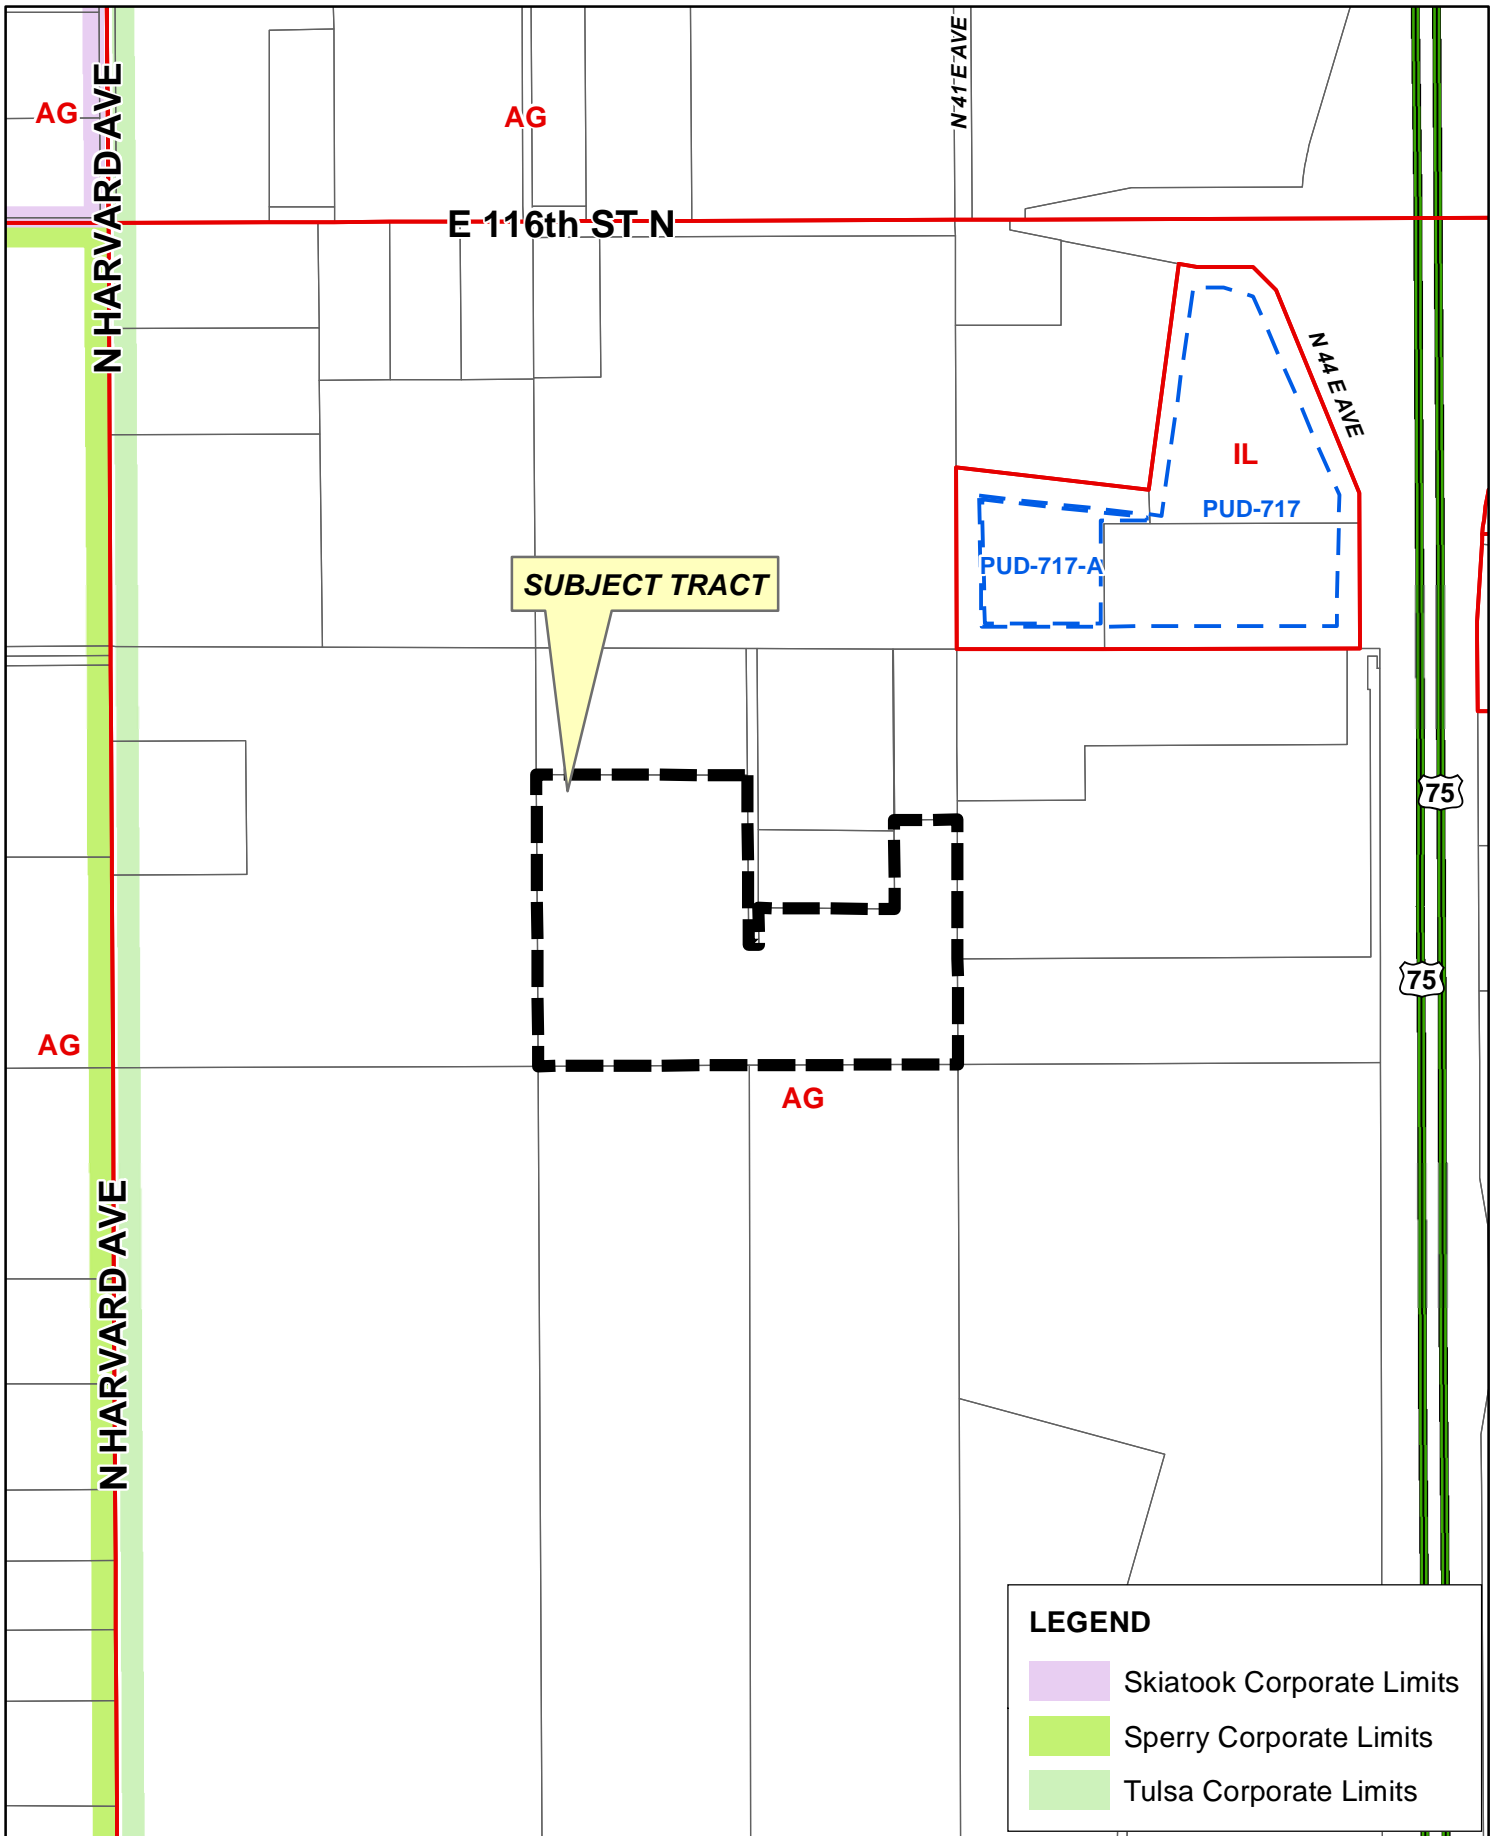 N 41 E AVE
AG
N HARVARD AVE
AG
E 116th ST N
N 44 E AVE
IL
PUD-717
PUD-717-A
SUBJECT TRACT
75
75
AG
AG
N HARVARD AVE
LEGEND
Skiatook Corporate Limits
Sperry Corporate Limits
Tulsa Corporate Limits